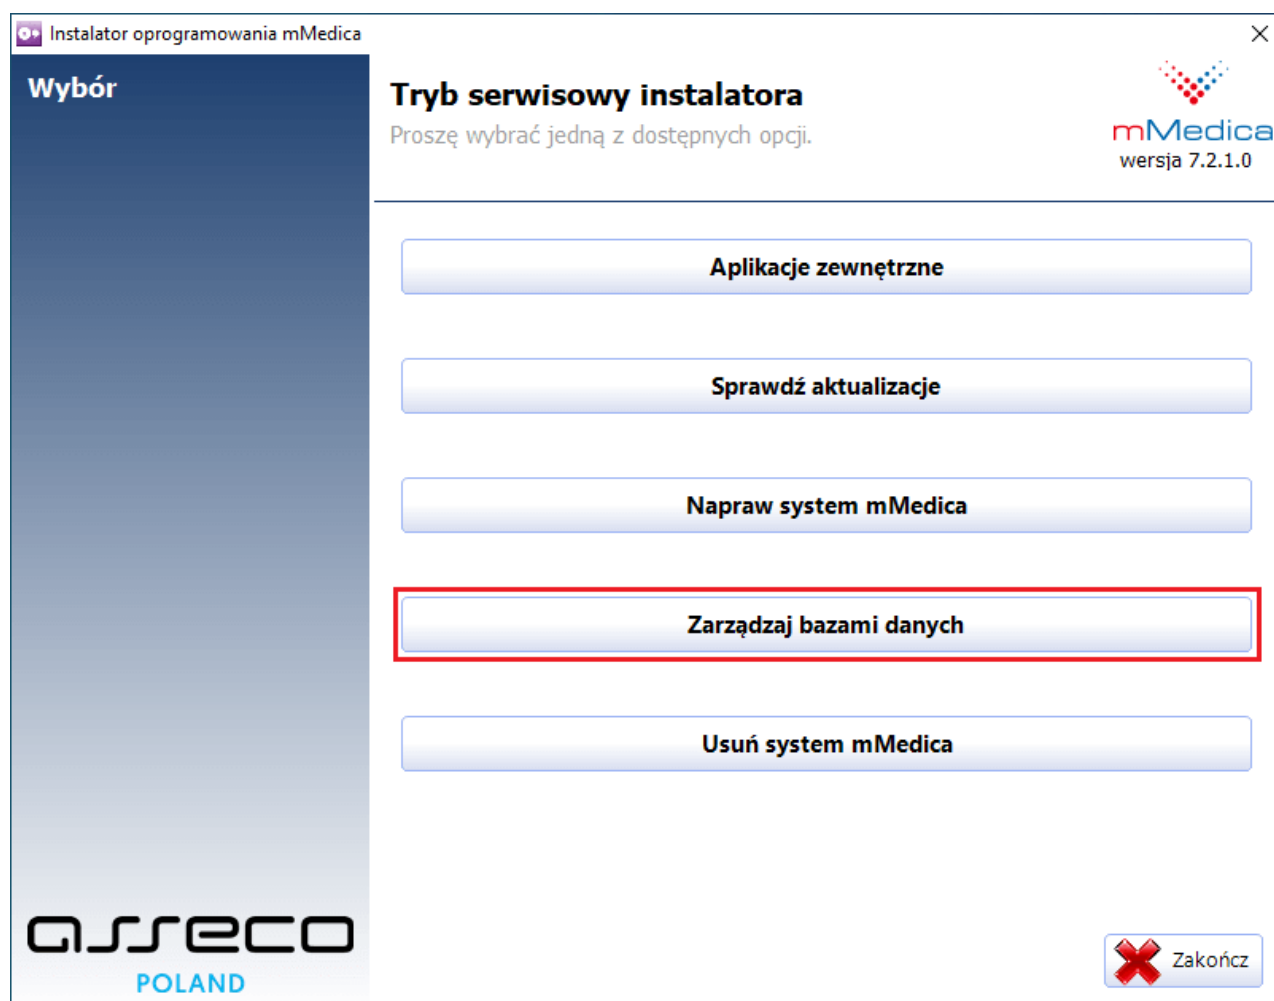 Instalator oprogramowania mMedica
Wybór
Tryb serwisowy instalatora
Proszę wybrać jedną z dostępnych opcji.
mMedica
wersja 7.2.1.0
Aplikacje zewnętrzne
Sprawdź aktualizacje
Napraw system mMedica
Zarządzaj bazami danych
Usuń system mMedica
asseco
POLAND
Zakończ